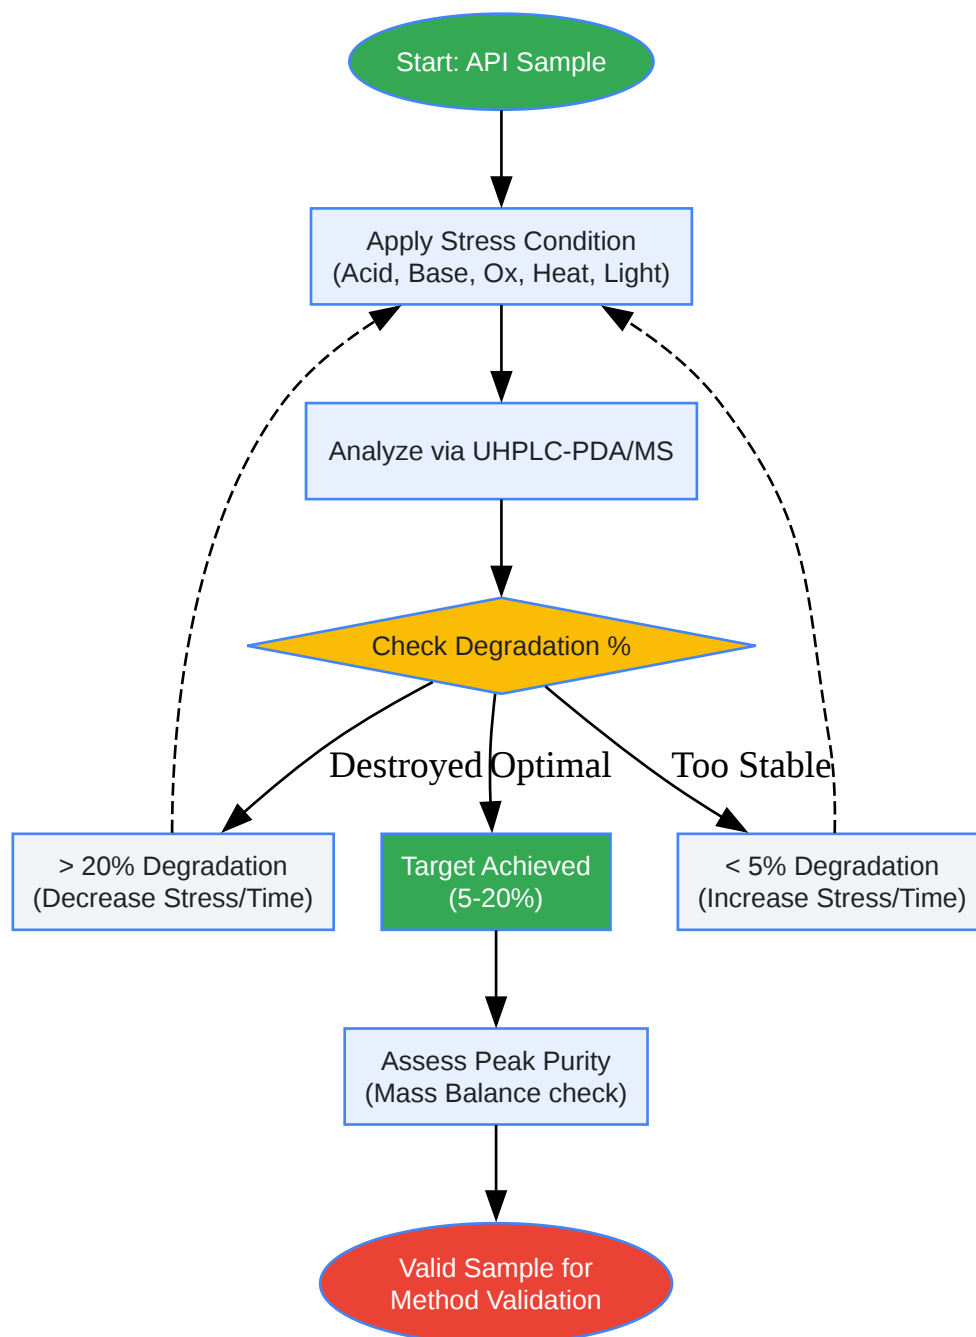 Start: API Sample
Apply Stress Condition
(Acid, Base, Ox, Heat, Light)
Analyze via UHPLC-PDA/MS
Check Degradation %
Destroyed
Optimal
Too Stable
> 20% Degradation
(Decrease Stress/Time)
Target Achieved
(5-20%)
< 5% Degradation
(Increase Stress/Time)
Assess Peak Purity
(Mass Balance check)
Valid Sample for
Method Validation